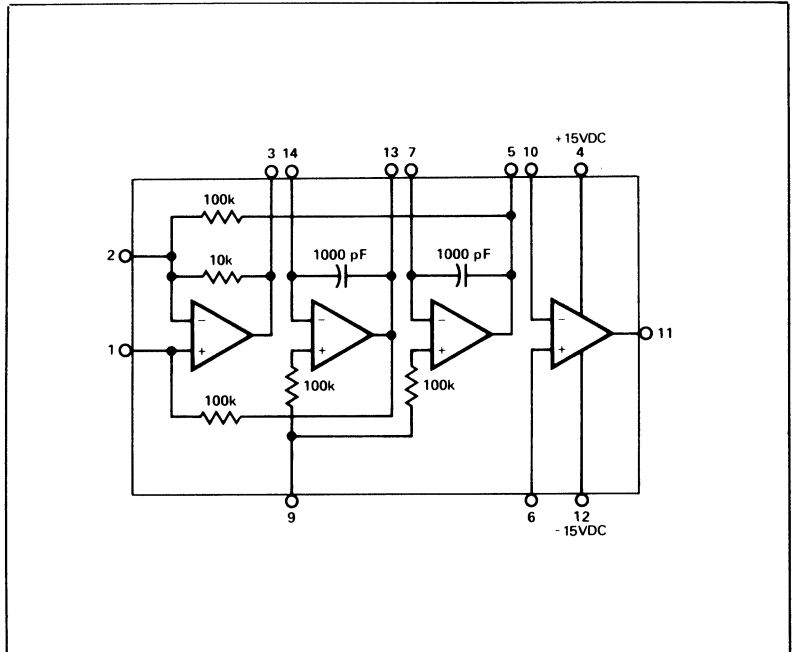 +15VDC
3 14 13 7 5 10 4
100k
2
10k
1000 pF
1000 pF
- - - -
11
1
+ + + +
100k
100k
100k
9
6
12
- 15VDC